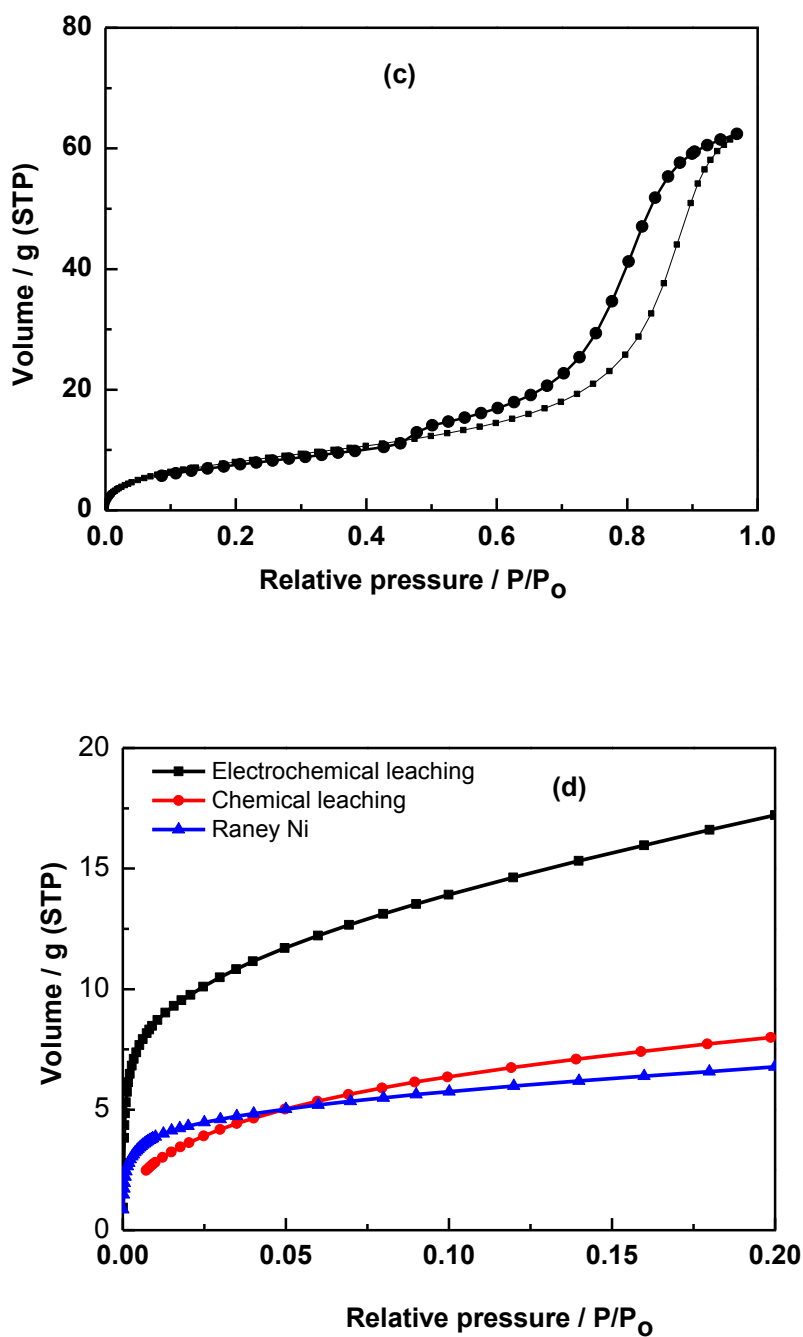 (c)
Volume / g (STP)
80
60
40
20
0
0.0 0.2 0.4 0.6 0.8 1.0
Relative pressure / P/Po
(d)
Electrochemical leaching
Chemical leaching
Raney Ni
Volume / g (STP)
20
15
10
5
0
0.00 0.05 0.10 0.15 0.20
Relative pressure / P/Po